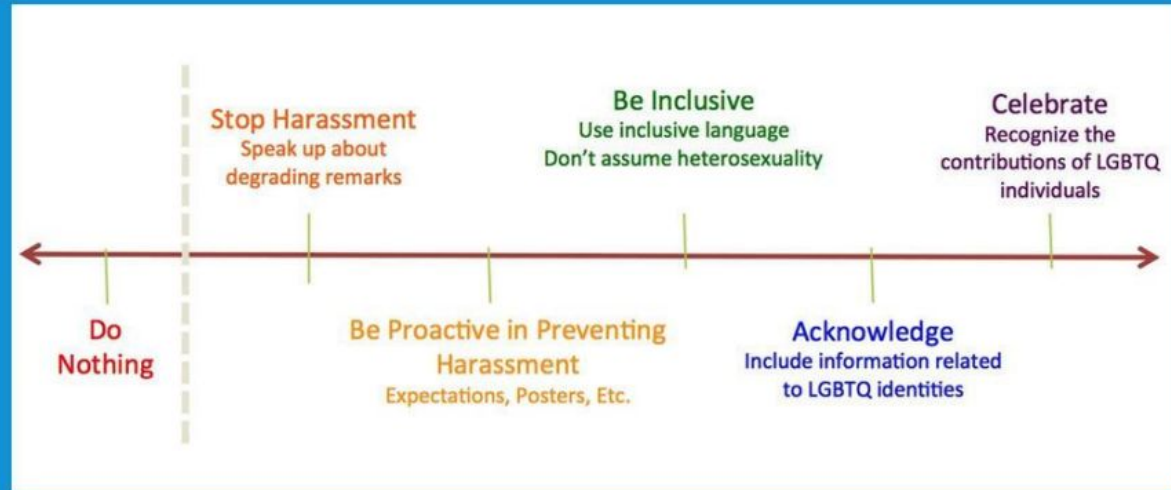 Do
Nothing
Stop Harassment
Speak up about
degrading remarks
Be Proactive in Preventing
Harassment
Expectations, Posters, Etc.
Be Inclusive
Use inclusive language
Don't assume heterosexuality
Acknowledge
Include information related
to LGBTQ identities
Celebrate
Recognize the
contributions of LGBTQ
individuals